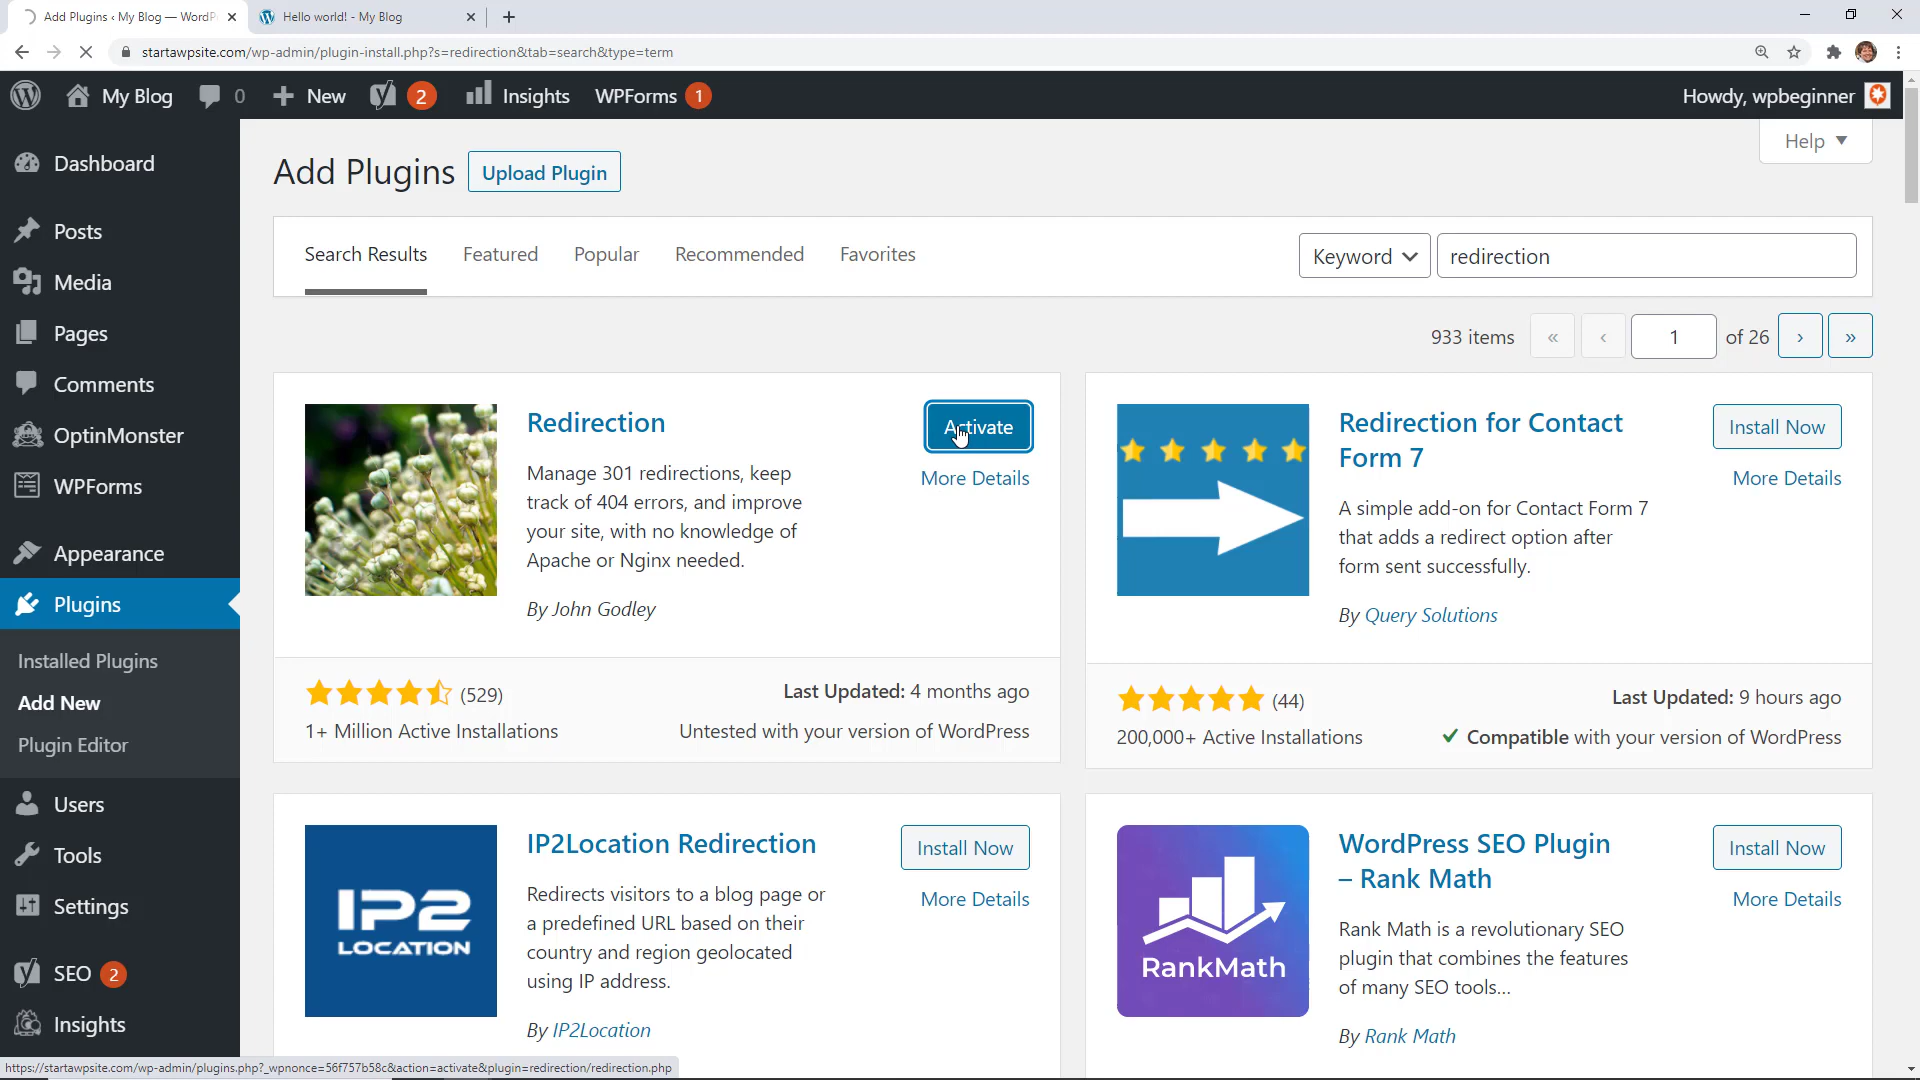 Add Plugins ‹ My Blog — WordP
Hello world! - My Blog
startawpsite.com/wp-admin/plugin-install.php?s=redirection&tab=search&type=term
My Blog
0
New
2
Insights
WPForms 1
Howdy, wpbeginner
Dashboard
Posts
Media
Pages
Comments
OptinMonster
WPForms
Appearance
Plugins
Installed Plugins
Add New
Plugin Editor
Users
Tools
Settings
SEO 2
Insights
Help
Add Plugins
Upload Plugin
Search Results
Featured
Popular
Recommended
Favorites
Keyword
redirection
933 items
«
‹
1
of 26
›
»
Redirection
Activate
More Details
Manage 301 redirections, keep
track of 404 errors, and improve
your site, with no knowledge of
Apache or Nginx needed.
By John Godley
(529)
1+ Million Active Installations
Last Updated: 4 months ago
Untested with your version of WordPress
Redirection for Contact
Form 7
Install Now
More Details
A simple add-on for Contact Form 7
that adds a redirect option after
form sent successfully.
By Query Solutions
(44)
200,000+ Active Installations
Last Updated: 9 hours ago
Compatible with your version of WordPress
IP2
LOCATION
IP2Location Redirection
Install Now
More Details
Redirects visitors to a blog page or
a predefined URL based on their
country and region geolocated
using IP address.
By IP2Location
RankMath
WordPress SEO Plugin
– Rank Math
Install Now
More Details
Rank Math is a revolutionary SEO
plugin that combines the features
of many SEO tools...
By Rank Math
https://startawpsite.com/wp-admin/plugins.php?_wpnonce=56f757b58c&action=activate&plugin=redirection/redirection.php